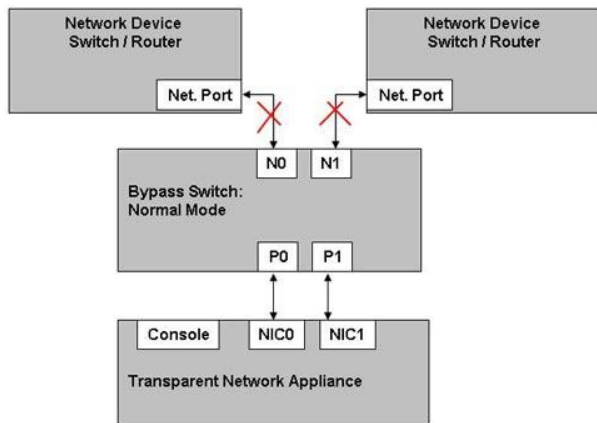 Network Device
Switch / Router
Network Device
Switch / Router
Net. Port
Net. Port
N0
N1
Bypass Switch:
Normal Mode
P0
P1
Console
NIC0
NIC1
Transparent Network Appliance